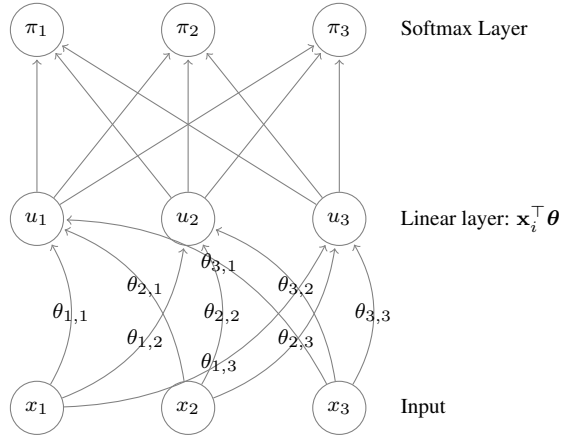 π₁ π₂ π₃ Softmax Layer
u₁ u₂ u₃ Linear layer: 𝐱ᵢ^⊤𝜽
θ₃,₁
θ₂,₁ θ₃,₂
θ₁,₁ θ₂,₂ θ₃,₃
θ₁,₂ θ₂,₃
θ₁,₃
x₁ x₂ x₃ Input